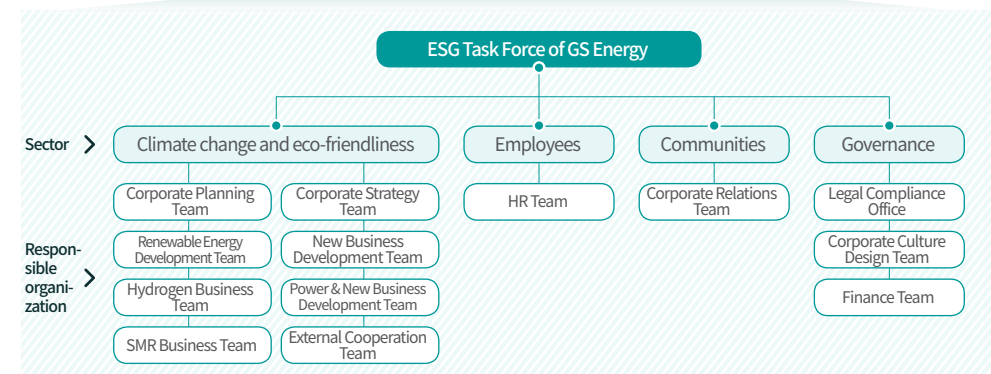 ESG Task Force of GS Energy
Sector
Climate change and eco-friendliness
Employees
Communities
Governance
Respon-
sible
organi-
zation
Corporate Planning
Team
Renewable Energy
Development Team
Hydrogen Business
Team
SMR Business Team
Corporate Strategy
Team
New Business
Development Team
Power & New Business
Development Team
External Cooperation
Team
HR Team
Corporate Relations
Team
Legal Compliance
Office
Corporate Culture
Design Team
Finance Team